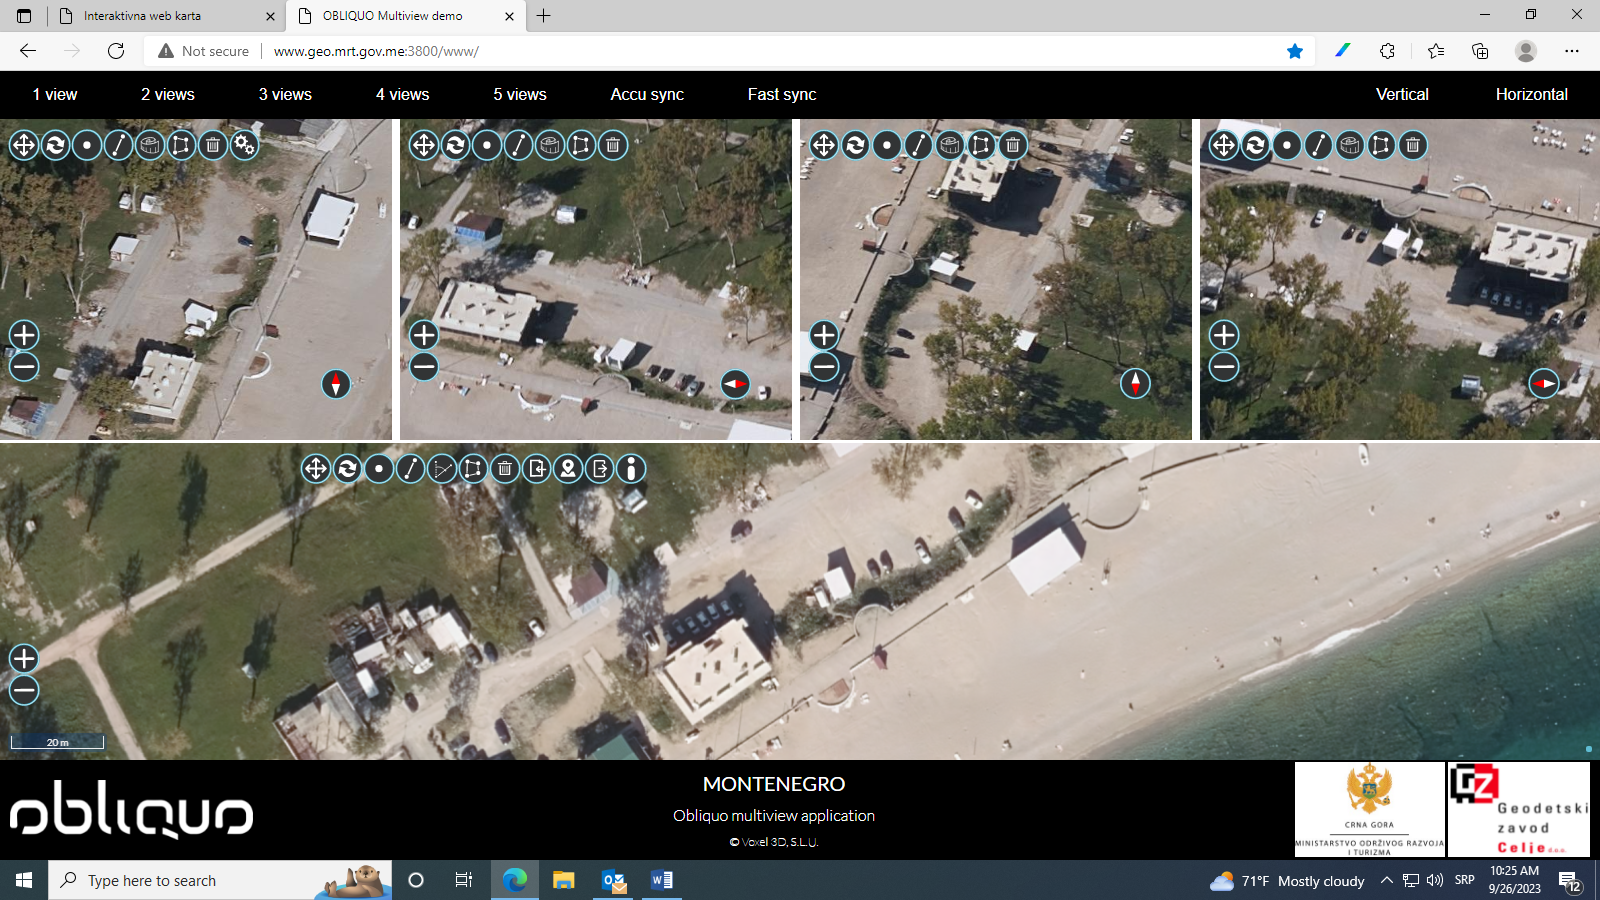 Interaktivna web karta
OBLIQUO Multiview demo
Not secure
www.geo.mrt.gov.me:3800/www/
1 view
2 views
3 views
4 views
5 views
Accu sync
Fast sync
Vertical
Horizontal
20 m
obliquo
MONTENEGRO
Obliquo multiview application
© Voxel 3D, S.L.U.
CRNA GORA
MINISTARSTVO ODRŽIVOG RAZVOJA
I TURIZMA
GZ
Geodetski
zavod
Celje d.o.o.
Type here to search
71°F Mostly cloudy
SRP
10:25 AM
9/26/2023
12